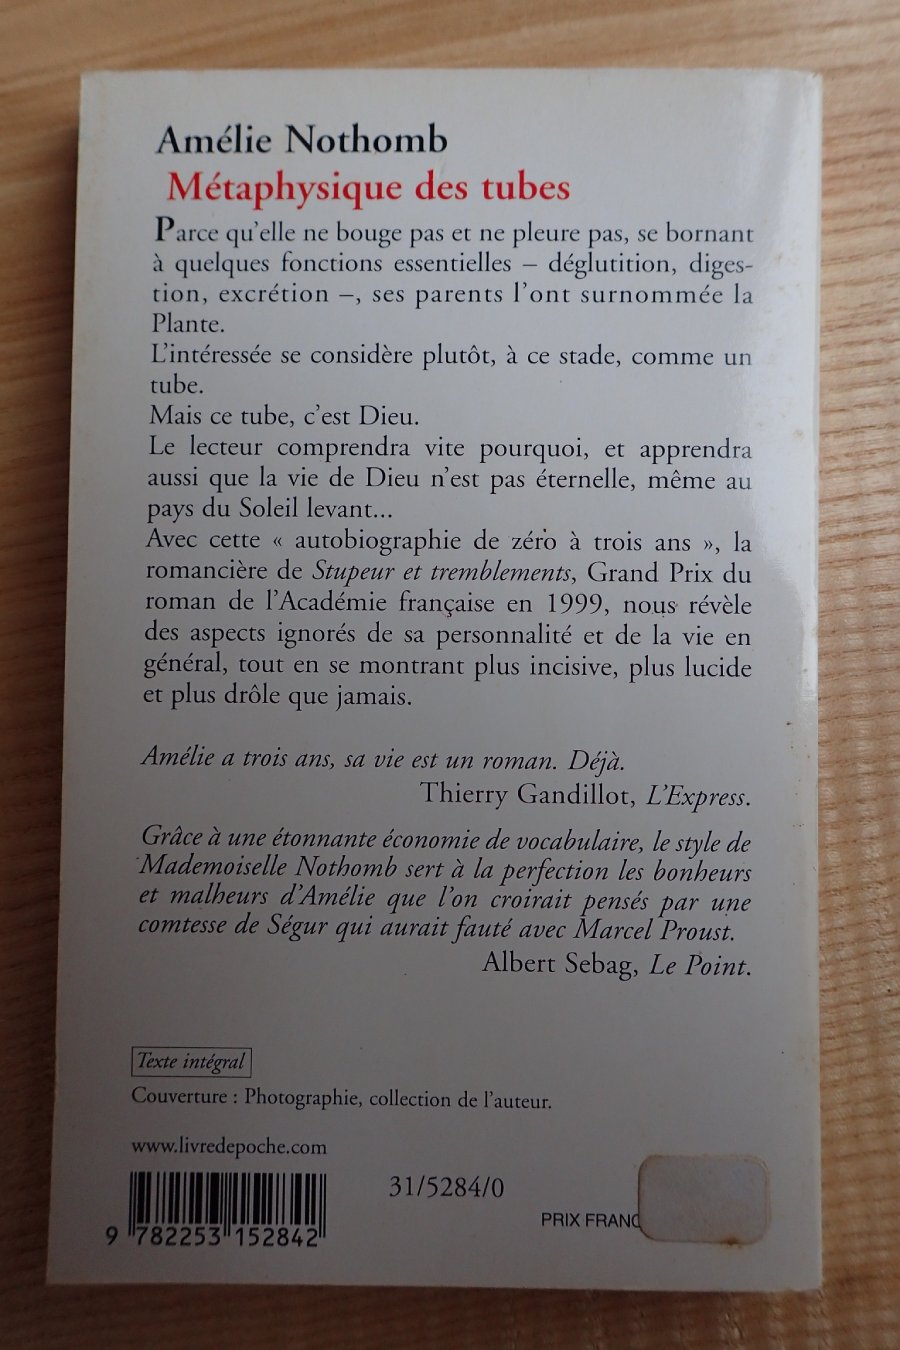 Amélie Nothomb
Métaphysique des tubes
Parce qu'elle ne bouge pas et ne pleure pas, se bornant
à quelques fonctions essentielles – déglutition, diges-
tion, excrétion –, ses parents l'ont surnommée la
Plante.
L'intéressée se considère plutôt, à ce stade, comme un
tube.
Mais ce tube, c'est Dieu.
Le lecteur comprendra vite pourquoi, et apprendra
aussi que la vie de Dieu n'est pas éternelle, même au
pays du Soleil levant...
Avec cette « autobiographie de zéro à trois ans », la
romancière de Stupeur et tremblements, Grand Prix du
roman de l'Académie française en 1999, nous révèle
des aspects ignorés de sa personnalité et de la vie en
général, tout en se montrant plus incisive, plus lucide
et plus drôle que jamais.
Amélie a trois ans, sa vie est un roman. Déjà.
Thierry Gandillot, L'Express.
Grâce à une étonnante économie de vocabulaire, le style de
Mademoiselle Nothomb sert à la perfection les bonheurs
et malheurs d'Amélie que l'on croirait pensés par une
comtesse de Ségur qui aurait fauté avec Marcel Proust.
Albert Sebag, Le Point.
Texte intégral
Couverture : Photographie, collection de l'auteur.
www.livredepoche.com
31/5284/0
PRIX
9 782253 152842